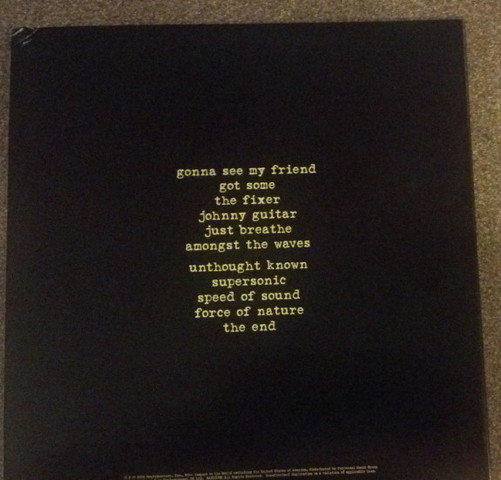 gonna see my friend
got some
the fixer
johnny guitar
just breathe
amongst the waves
unthought known
supersonic
speed of sound
force of nature
the end